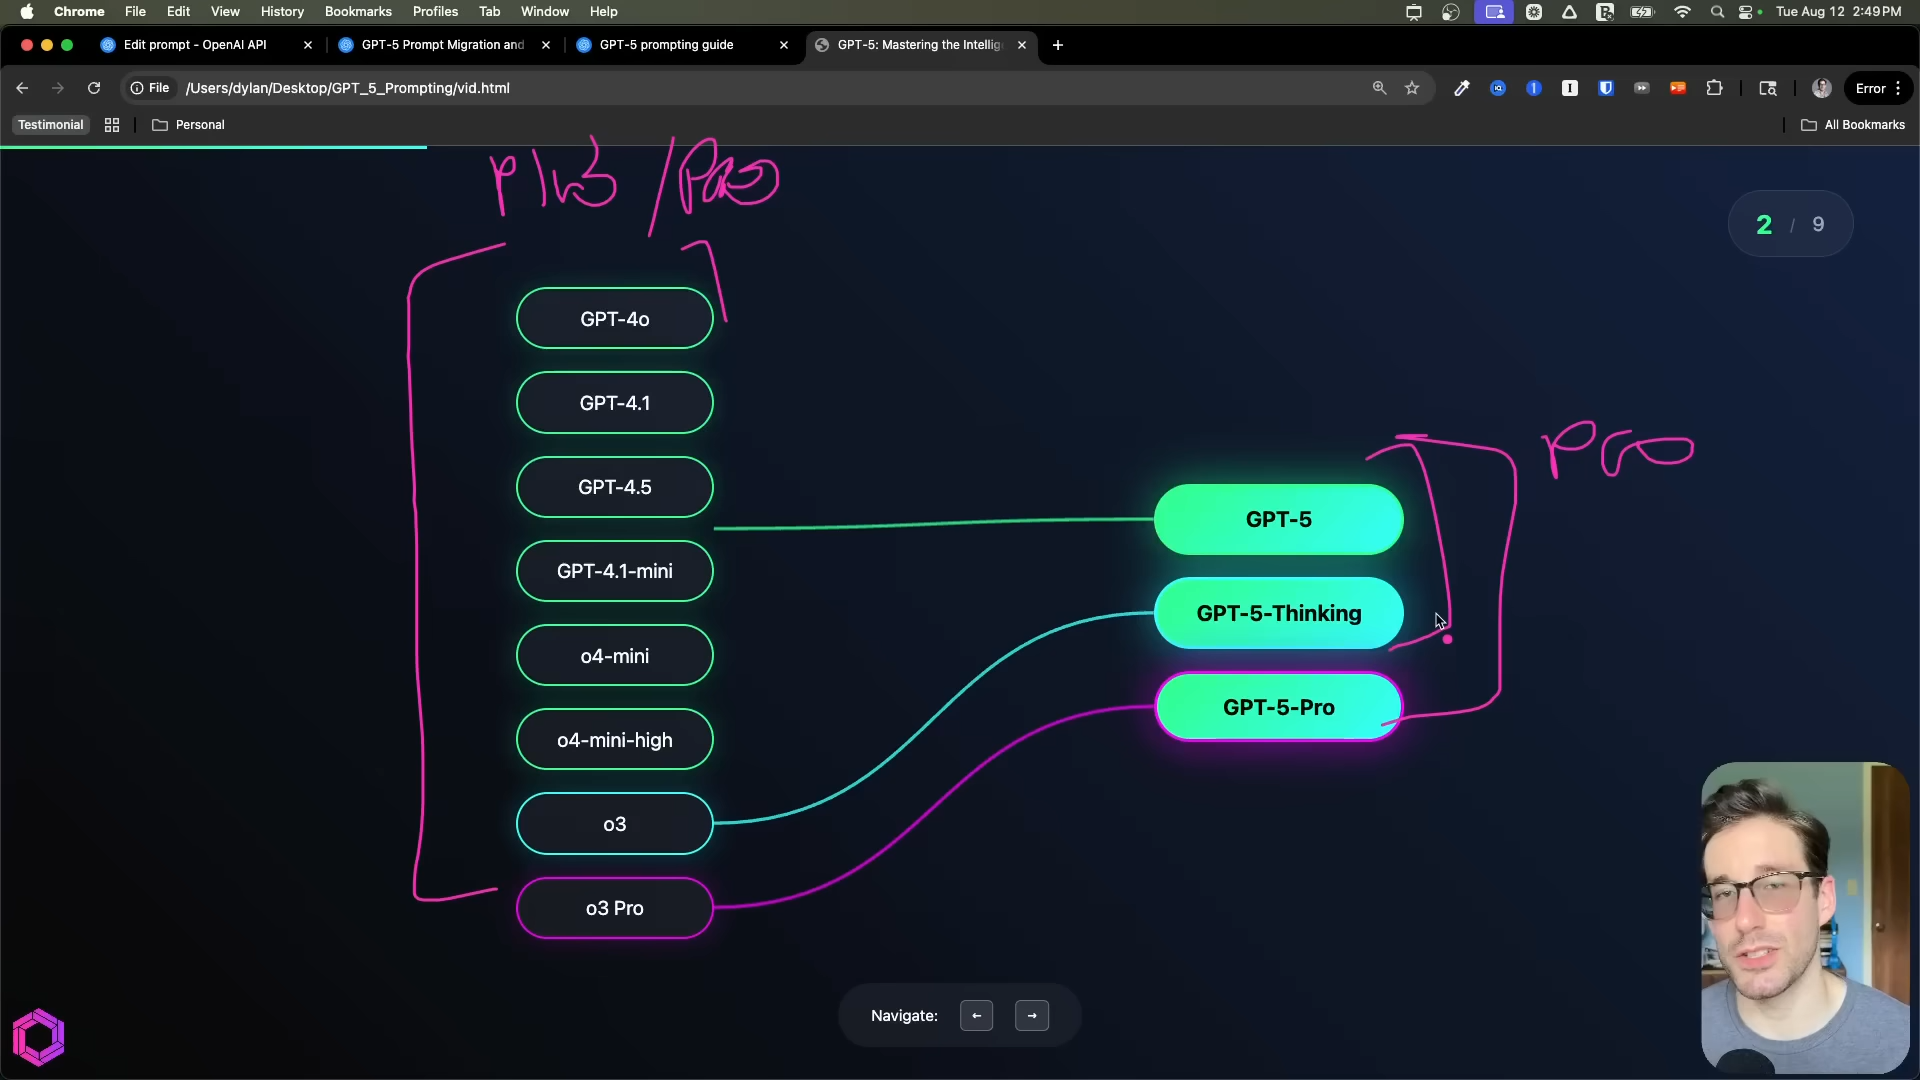 Chrome File Edit View History Bookmarks Profiles Tab Window Help Tue Aug 12 2:49 PM
Edit prompt - OpenAI API GPT-5 Prompt Migration and GPT-5 prompting guide GPT-5: Mastering the Intellig
File /Users/dylan/Desktop/GPT_5_Prompting/vid.html Error
Testimonial Personal All Bookmarks
Plus / Pro
2 / 9
GPT-4o
GPT-4.1
Pro
GPT-4.5
GPT-5
GPT-4.1-mini
GPT-5-Thinking
o4-mini
GPT-5-Pro
o4-mini-high
o3
o3 Pro
Navigate: ← →